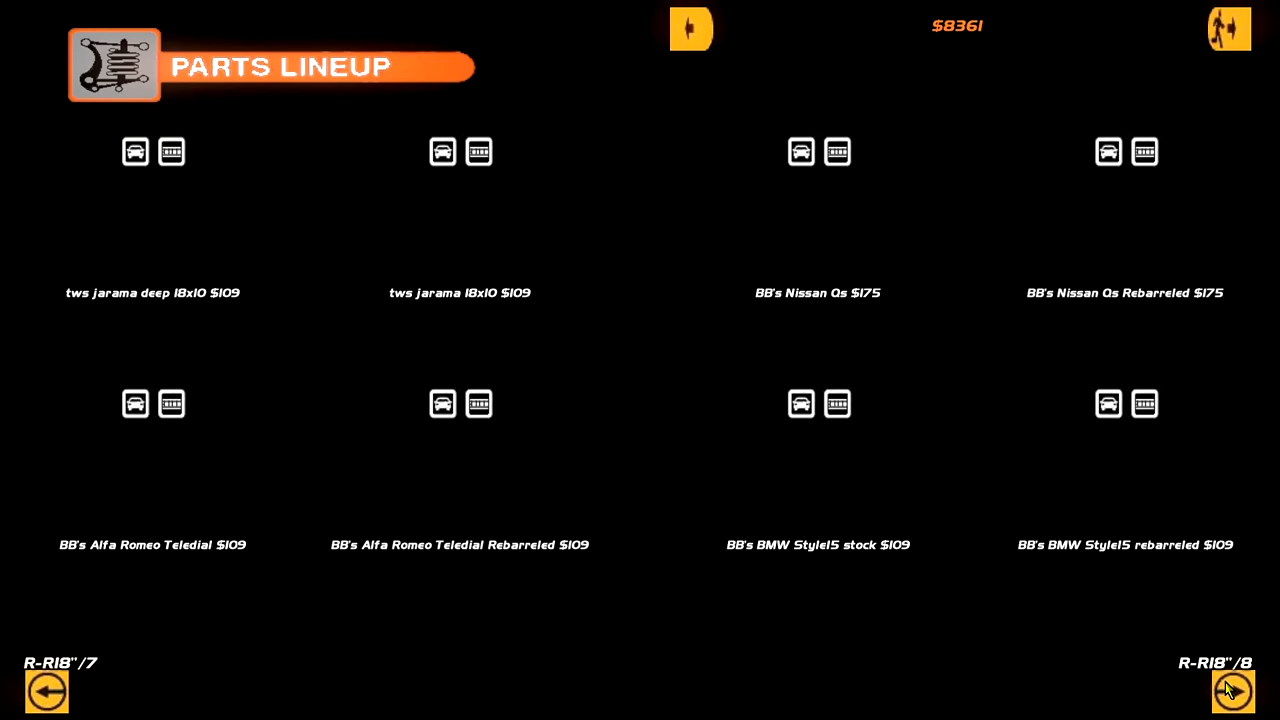 $8361
PARTS LINEUP
tws jarama deep 18x10 $109
tws jarama 18x10 $109
BB's Nissan Qs $175
BB's Nissan Qs Rebarreled $175
BB's Alfa Romeo Teledial $109
BB's Alfa Romeo Teledial Rebarreled $109
BB's BMW Style15 stock $109
BB's BMW Style15 rebarreled $109
R-R18"/7
R-R18"/8